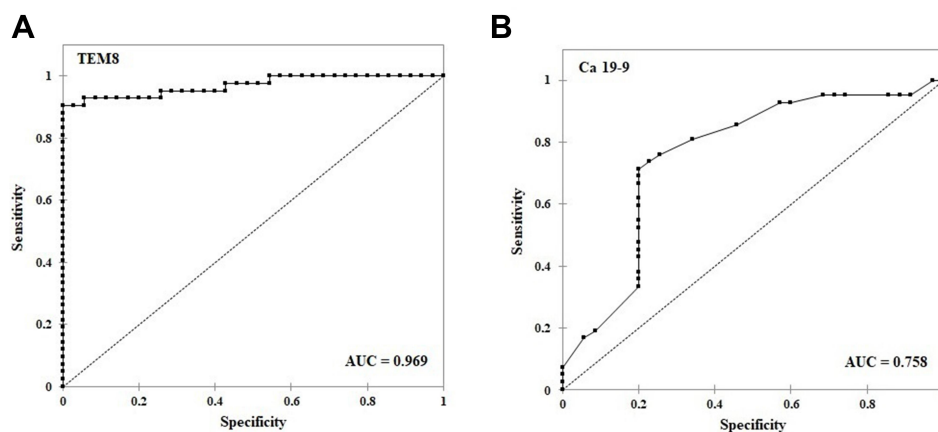 A
TEM8
1
0.8
0.6
0.4
0.2
0
Sensitivity
AUC = 0.969
0 0.2 0.4 0.6 0.8 1
Specificity
B
Ca 19-9
1
0.8
0.6
0.4
0.2
0
Sensitivity
AUC = 0.758
0 0.2 0.4 0.6 0.8
Specificity